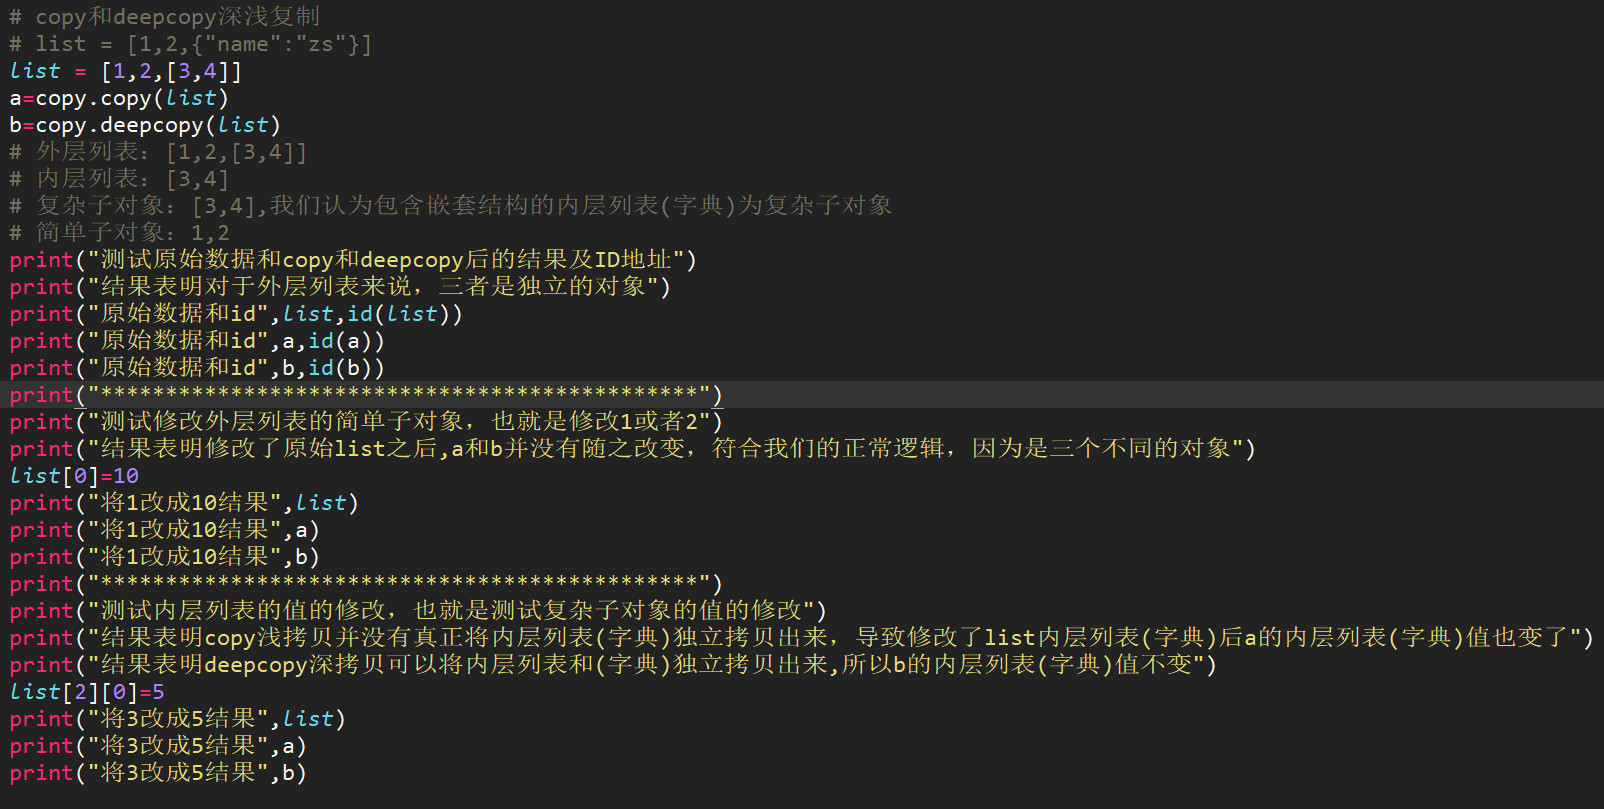 # copy和deepcopy深浅复制
# list = [1,2,{"name":"zs"}]
list = [1,2,[3,4]]
a=copy.copy(list)
b=copy.deepcopy(list)
# 外层列表：[1,2,[3,4]]
# 内层列表：[3,4]
# 复杂子对象：[3,4],我们认为包含嵌套结构的内层列表(字典)为复杂子对象
# 简单子对象：1,2
print("测试原始数据和copy和deepcopy后的结果及ID地址")
print("结果表明对于外层列表来说，三者是独立的对象")
print("原始数据和id",list,id(list))
print("原始数据和id",a,id(a))
print("原始数据和id",b,id(b))
print("**********************************************")
print("测试修改外层列表的简单子对象，也就是修改1或者2")
print("结果表明修改了原始list之后,a和b并没有随之改变，符合我们的正常逻辑，因为是三个不同的对象")
list[0]=10
print("将1改成10结果",list)
print("将1改成10结果",a)
print("将1改成10结果",b)
print("**********************************************")
print("测试内层列表的值的修改，也就是测试复杂子对象的值的修改")
print("结果表明copy浅拷贝并没有真正将内层列表(字典)独立拷贝出来，导致修改了list内层列表(字典)后a的内层列表(字典)值也变了")
print("结果表明deepcopy深拷贝可以将内层列表和(字典)独立拷贝出来,所以b的内层列表(字典)值不变")
list[2][0]=5
print("将3改成5结果",list)
print("将3改成5结果",a)
print("将3改成5结果",b)